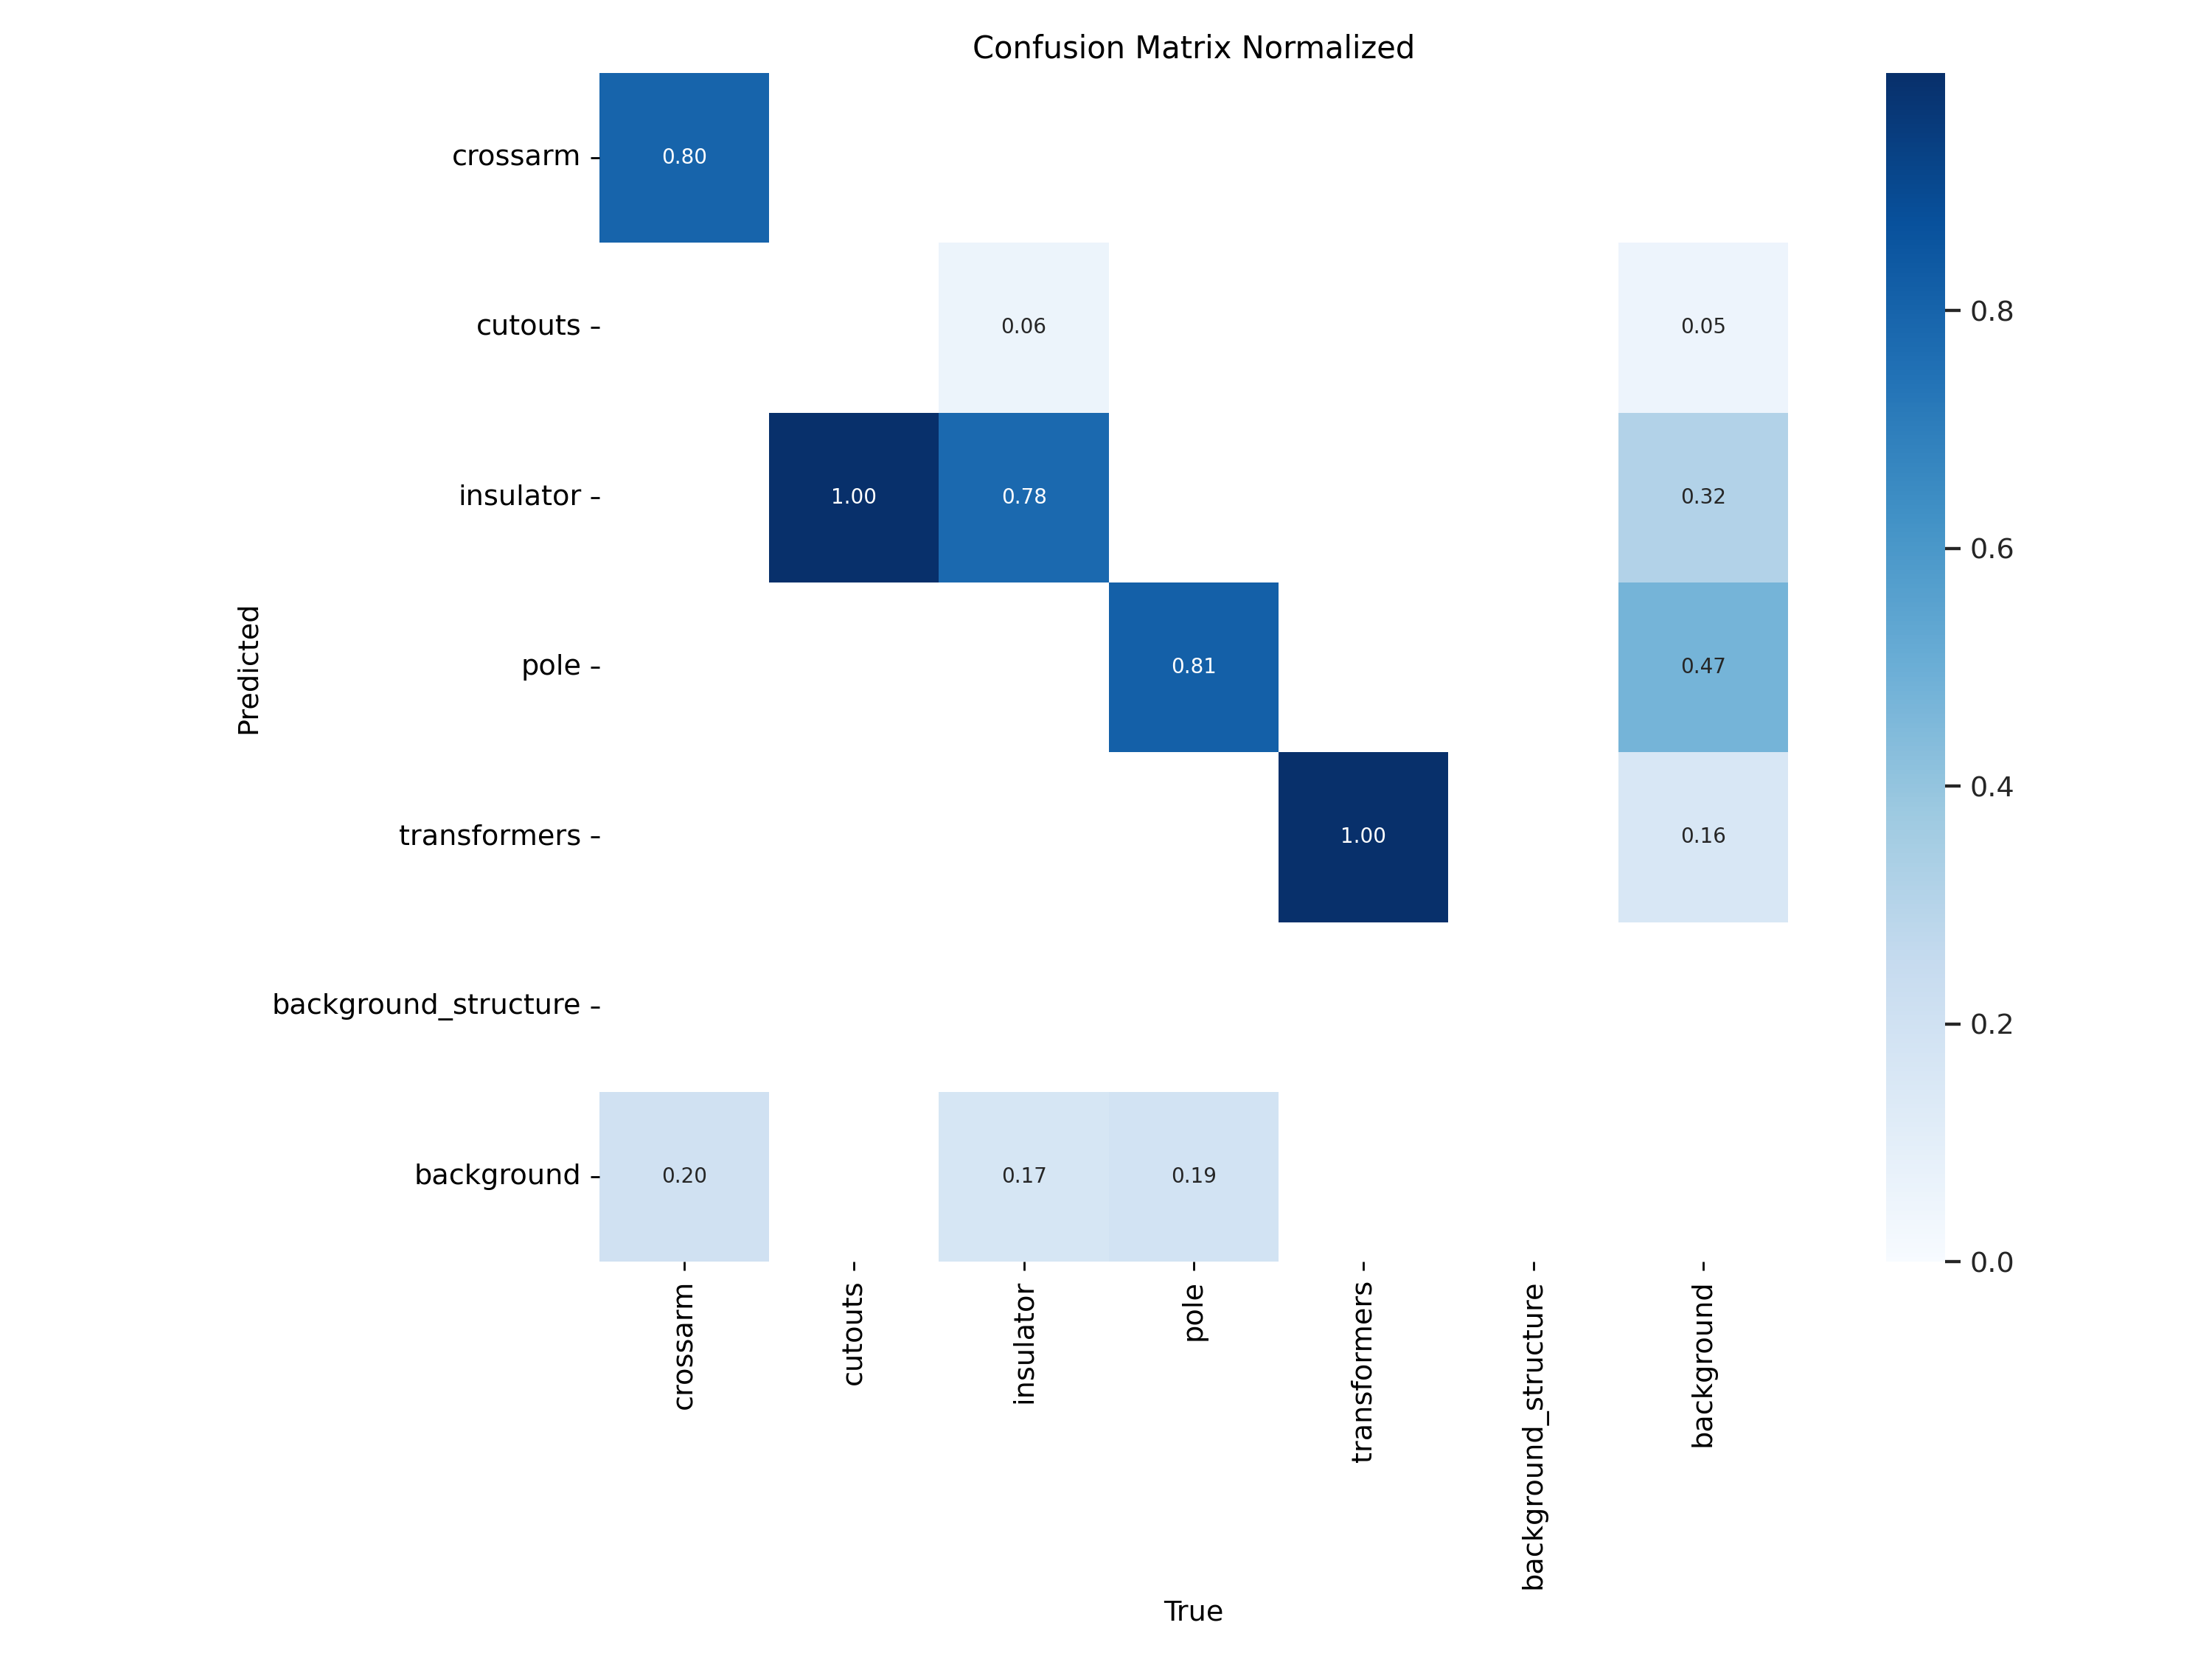 Confusion Matrix Normalized
crossarm
0.80
cutouts
0.06
0.05
0.8
insulator
1.00
0.78
0.32
0.6
Predicted
pole
0.81
0.47
0.4
transformers
1.00
0.16
background_structure
0.2
background
0.20
0.17
0.19
0.0
crossarm
cutouts
insulator
pole
transformers
background_structure
background
True